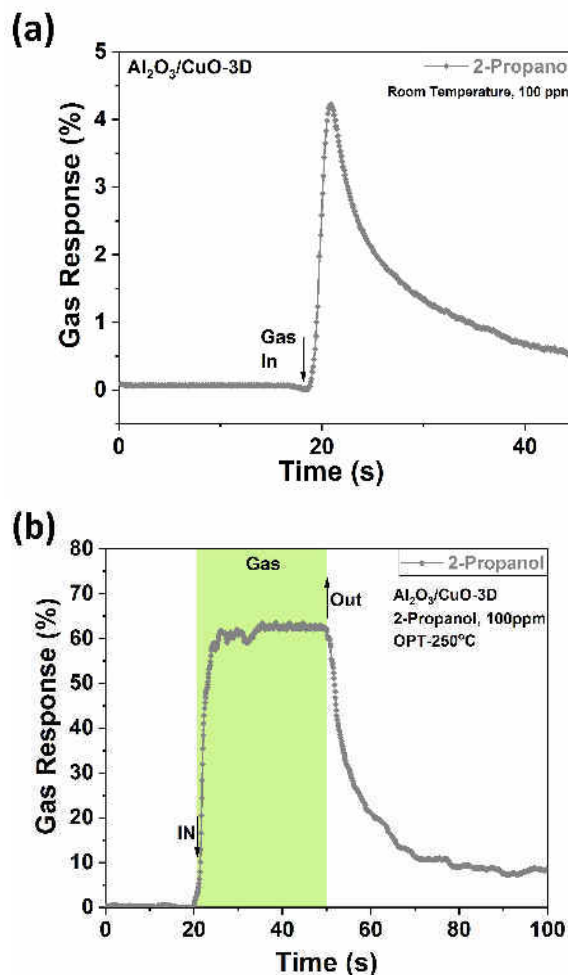 (a)
Al₂O₃/CuO-3D
2-Propanol
Room Temperature, 100 ppm
Gas Response (%)
5
4
3
2
1
0
Gas
In
0 20 40
Time (s)
(b)
Gas
2-Propanol
Out
Al₂O₃/CuO-3D
2-Propanol, 100ppm
OPT-250°C
Gas Response (%)
80
70
60
50
40
30
20
10
0
IN
0 20 40 60 80 100
Time (s)